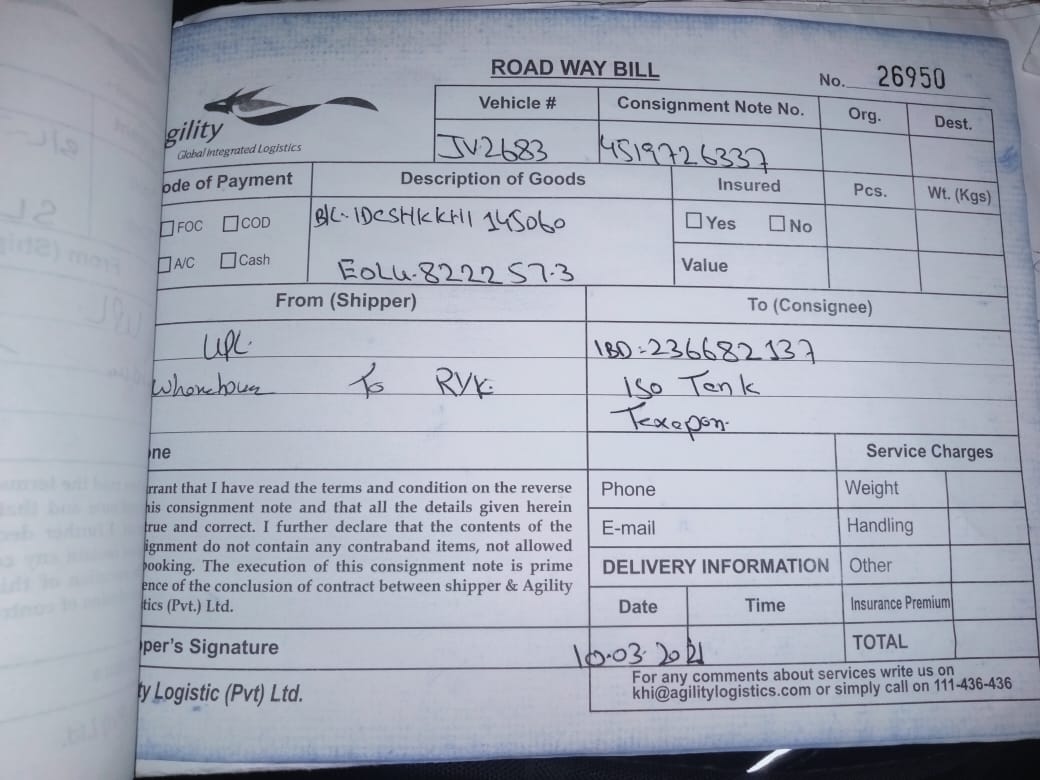 ROAD WAY BILL
No. 26950
gility
Global Integrated Logistics
Vehicle #
Consignment Note No.
Org.
Dest.
JV.2683
4519726337
ode of Payment
Description of Goods
Insured
Pcs.
Wt. (Kgs)
FOC
COD
B/L. IDCSHKKHI 145060
Yes
No
A/C
Cash
EOLU.8222 57.3
Value
From (Shipper)
To (Consignee)
UPL.
IBD:236682137
To RVK.
Iso Tank
Texapon.
one
Service Charges
rrant that I have read the terms and condition on the reverse
his consignment note and that all the details given herein
true and correct. I further declare that the contents of the
ignment do not contain any contraband items, not allowed
booking. The execution of this consignment note is prime
ence of the conclusion of contract between shipper & Agility
tics (Pvt.) Ltd.
Phone
Weight
E-mail
Handling
DELIVERY INFORMATION
Other
Date
Time
Insurance Premium
per's Signature
10.03.2021
TOTAL
ty Logistic (Pvt) Ltd.
For any comments about services write us on
khi@agilitylogistics.com or simply call on 111-436-436